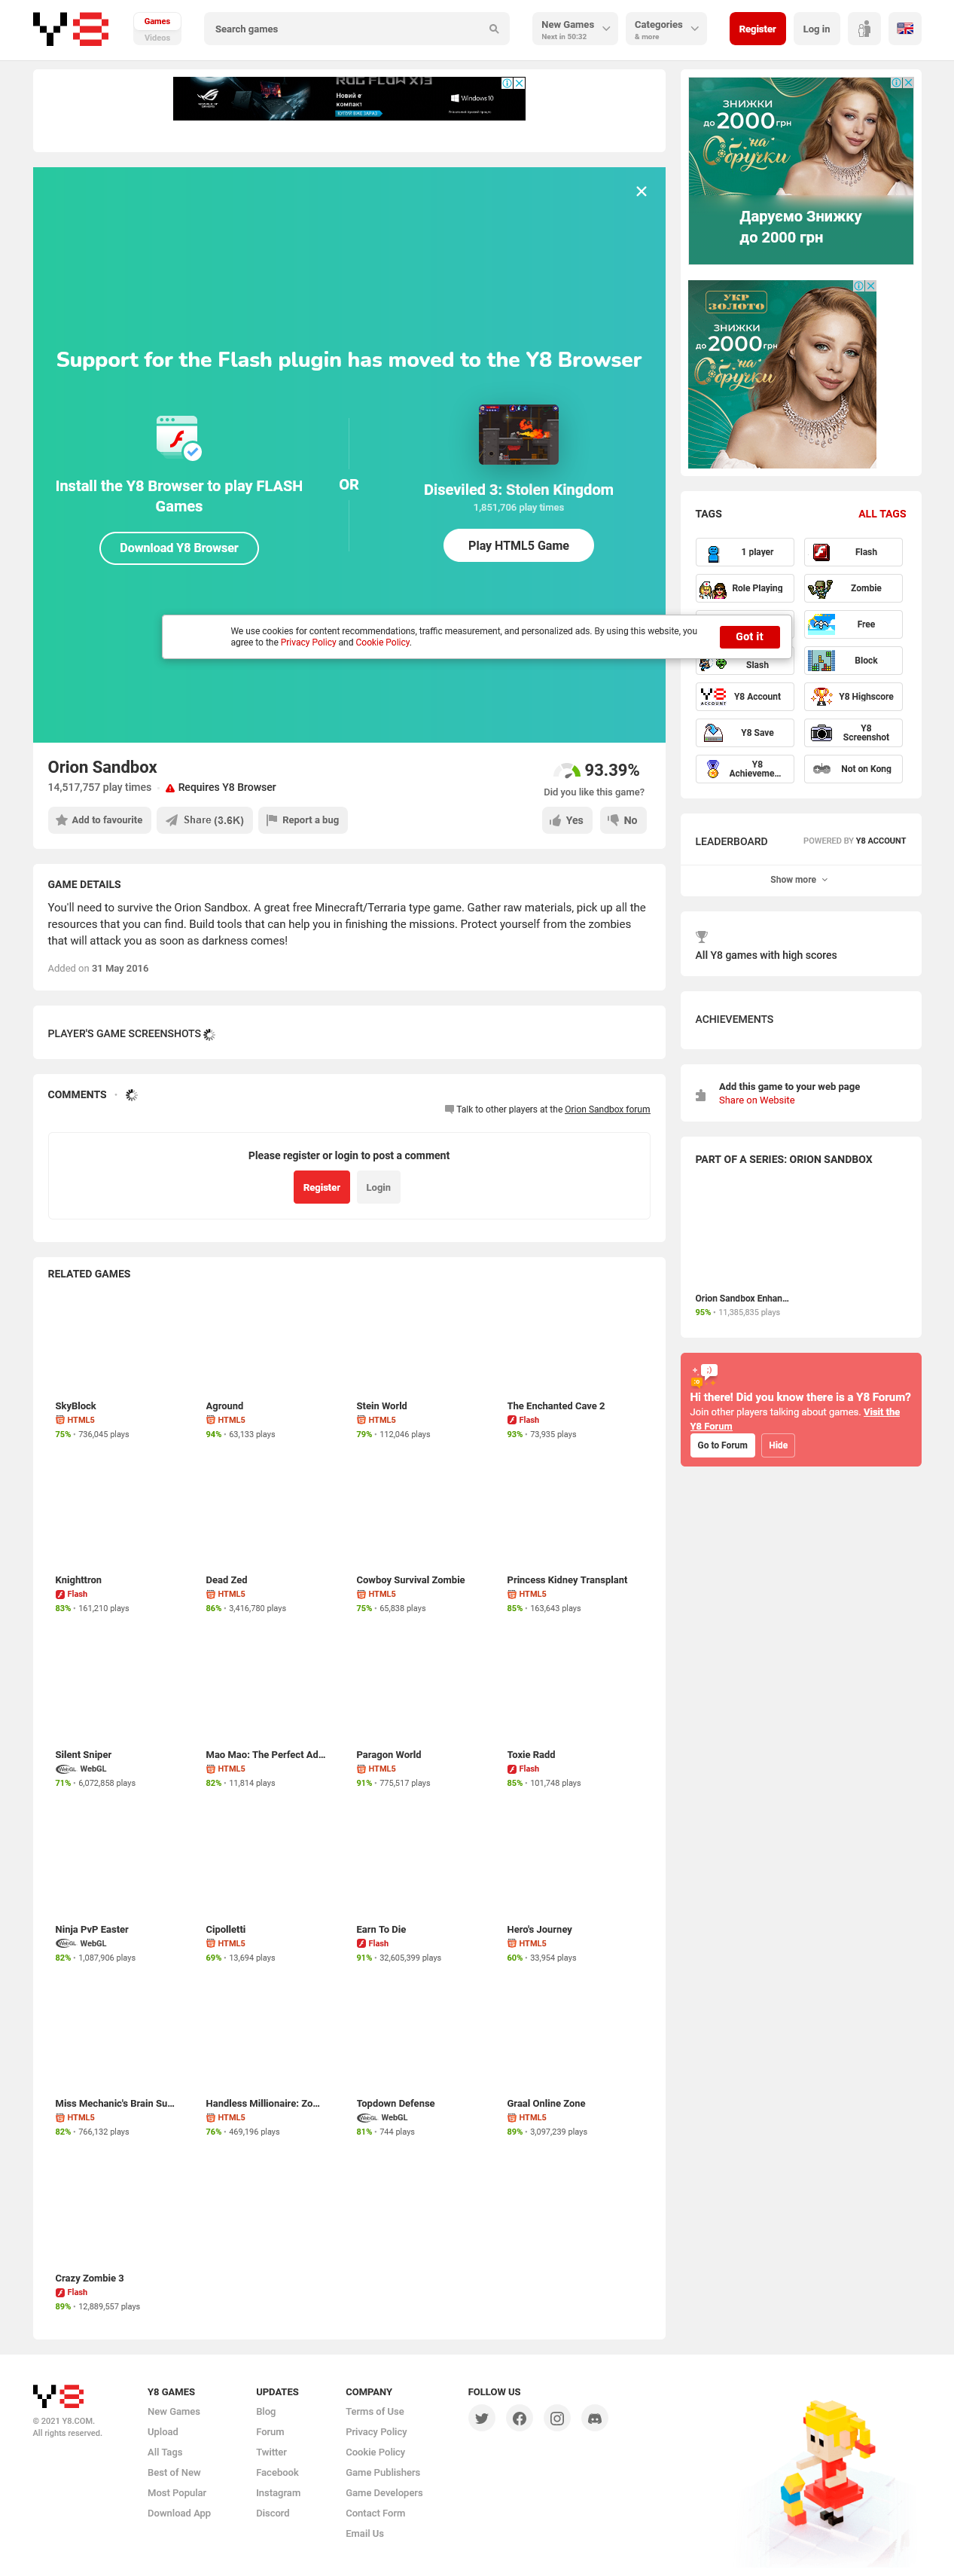 Y8
Games
Videos
Search games
New Games
Next in 50:32
Categories
& more
Register
Log in
ROG FLOW X13
Windows 10
ЗНИЖКИ
до 2000 грн
на
Обручки
Даруємо Знижку
до 2000 грн
УКР
ЗОЛОТО
ЗНИЖКИ
до 2000 грн
на
Обручки
Support for the Flash plugin has moved to the Y8 Browser
Install the Y8 Browser to play FLASH
Games
Download Y8 Browser
OR
Diseviled 3: Stolen Kingdom
1,851,706 play times
Play HTML5 Game
We use cookies for content recommendations, traffic measurement, and personalized ads. By using this website, you
agree to the Privacy Policy and Cookie Policy.
Got it
TAGS
ALL TAGS
1 player
Flash
Role Playing
Zombie
Free
Slash
Block
Y8 Account
Y8 Highscore
Y8 Save
Y8
Screenshot
Y8
Achieveme...
Not on Kong
Orion Sandbox
14,517,757 play times
Requires Y8 Browser
93.39%
Did you like this game?
Add to favourite
Share (3.6K)
Report a bug
Yes
No
LEADERBOARD
POWERED BY Y8 ACCOUNT
Show more
GAME DETAILS
You'll need to survive the Orion Sandbox. A great free Minecraft/Terraria type game. Gather raw materials, pick up all the
resources that you can find. Build tools that can help you in finishing the missions. Protect yourself from the zombies
that will attack you as soon as darkness comes!
Added on 31 May 2016
All Y8 games with high scores
PLAYER'S GAME SCREENSHOTS
ACHIEVEMENTS
COMMENTS
Talk to other players at the Orion Sandbox forum
Please register or login to post a comment
Register
Login
Add this game to your web page
Share on Website
PART OF A SERIES: ORION SANDBOX
Orion Sandbox Enhan...
95% • 11,385,835 plays
Hi there! Did you know there is a Y8 Forum?
Join other players talking about games. Visit the
Y8 Forum
Go to Forum
Hide
RELATED GAMES
SkyBlock
HTML5
75% • 736,045 plays
Aground
HTML5
94% • 63,133 plays
Stein World
HTML5
79% • 112,046 plays
The Enchanted Cave 2
Flash
93% • 73,935 plays
Knighttron
Flash
83% • 161,210 plays
Dead Zed
HTML5
86% • 3,416,780 plays
Cowboy Survival Zombie
HTML5
75% • 65,838 plays
Princess Kidney Transplant
HTML5
85% • 163,643 plays
Silent Sniper
WebGL
71% • 6,072,858 plays
Mao Mao: The Perfect Ad...
HTML5
82% • 11,814 plays
Paragon World
HTML5
91% • 775,517 plays
Toxie Radd
Flash
85% • 101,748 plays
Ninja PvP Easter
WebGL
82% • 1,087,906 plays
Cipolletti
HTML5
69% • 13,694 plays
Earn To Die
Flash
91% • 32,605,399 plays
Hero's Journey
HTML5
60% • 33,954 plays
Miss Mechanic's Brain Su...
HTML5
82% • 766,132 plays
Handless Millionaire: Zo...
HTML5
76% • 469,196 plays
Topdown Defense
WebGL
81% • 744 plays
Graal Online Zone
HTML5
89% • 3,097,239 plays
Crazy Zombie 3
Flash
89% • 12,889,557 plays
Y8
© 2021 Y8.COM.
All rights reserved.
Y8 GAMES
New Games
Upload
All Tags
Best of New
Most Popular
Download App
UPDATES
Blog
Forum
Twitter
Facebook
Instagram
Discord
COMPANY
Terms of Use
Privacy Policy
Cookie Policy
Game Publishers
Game Developers
Contact Form
Email Us
FOLLOW US